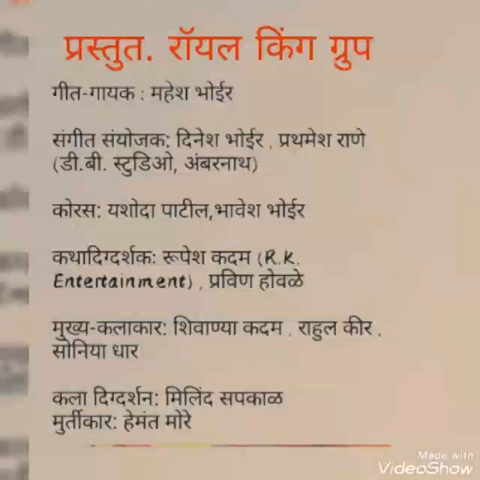 प्रस्तुत. रॉयल किंग ग्रुप
गीत-गायक : महेश भोईर
संगीत संयोजक: दिनेश भोईर , प्रथमेश राणे
(डी.बी. स्टुडिओ, अंबरनाथ)
कोरस: यशोदा पाटील,भावेश भोईर
कथादिग्दर्शक: रूपेश कदम (R.K.
Entertainment) , प्रविण होवळे
मुख्य-कलाकार: शिवाण्या कदम , राहुल कीर ,
सोनिया धार
कला दिग्दर्शन: मिलिंद सपकाळ
मुर्तीकार: हेमंत मोरे
Made with
VideoShow